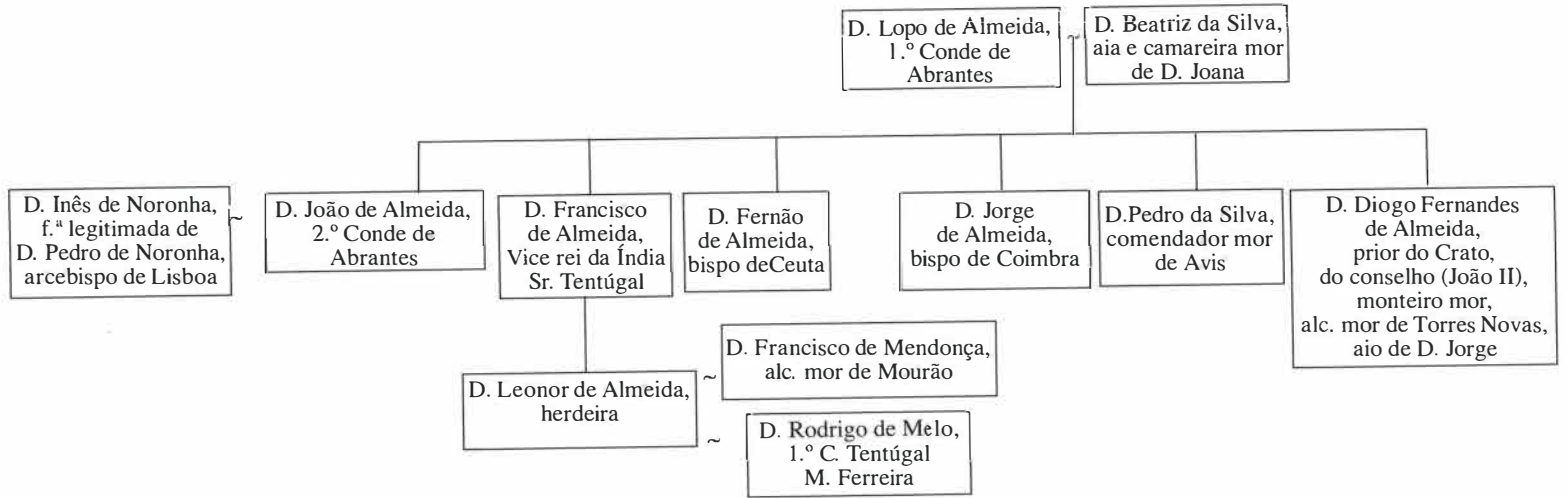 D. Lopo de Almeida,
1.º Conde de
Abrantes
~
D. Beatriz da Silva,
aia e camareira mor
de D. Joana
D. Inês de Noronha,
f.ª legitimada de
D. Pedro de Noronha,
arcebispo de Lisboa
~
D. João de Almeida,
2.º Conde de
Abrantes
D. Francisco
de Almeida,
Vice rei da Índia
Sr. Tentúgal
D. Fernão
de Almeida,
bispo deCeuta
D. Jorge
de Almeida,
bispo de Coimbra
D.Pedro da Silva,
comendador mor
de Avis
D. Diogo Fernandes
de Almeida,
prior do Crato,
do conselho (João II),
monteiro mor,
alc. mor de Torres Novas,
aio de D. Jorge
D. Leonor de Almeida,
herdeira
~
D. Francisco de Mendonça,
alc. mor de Mourão
~
D. Rodrigo de Melo,
1.º C. Tentúgal
M. Ferreira